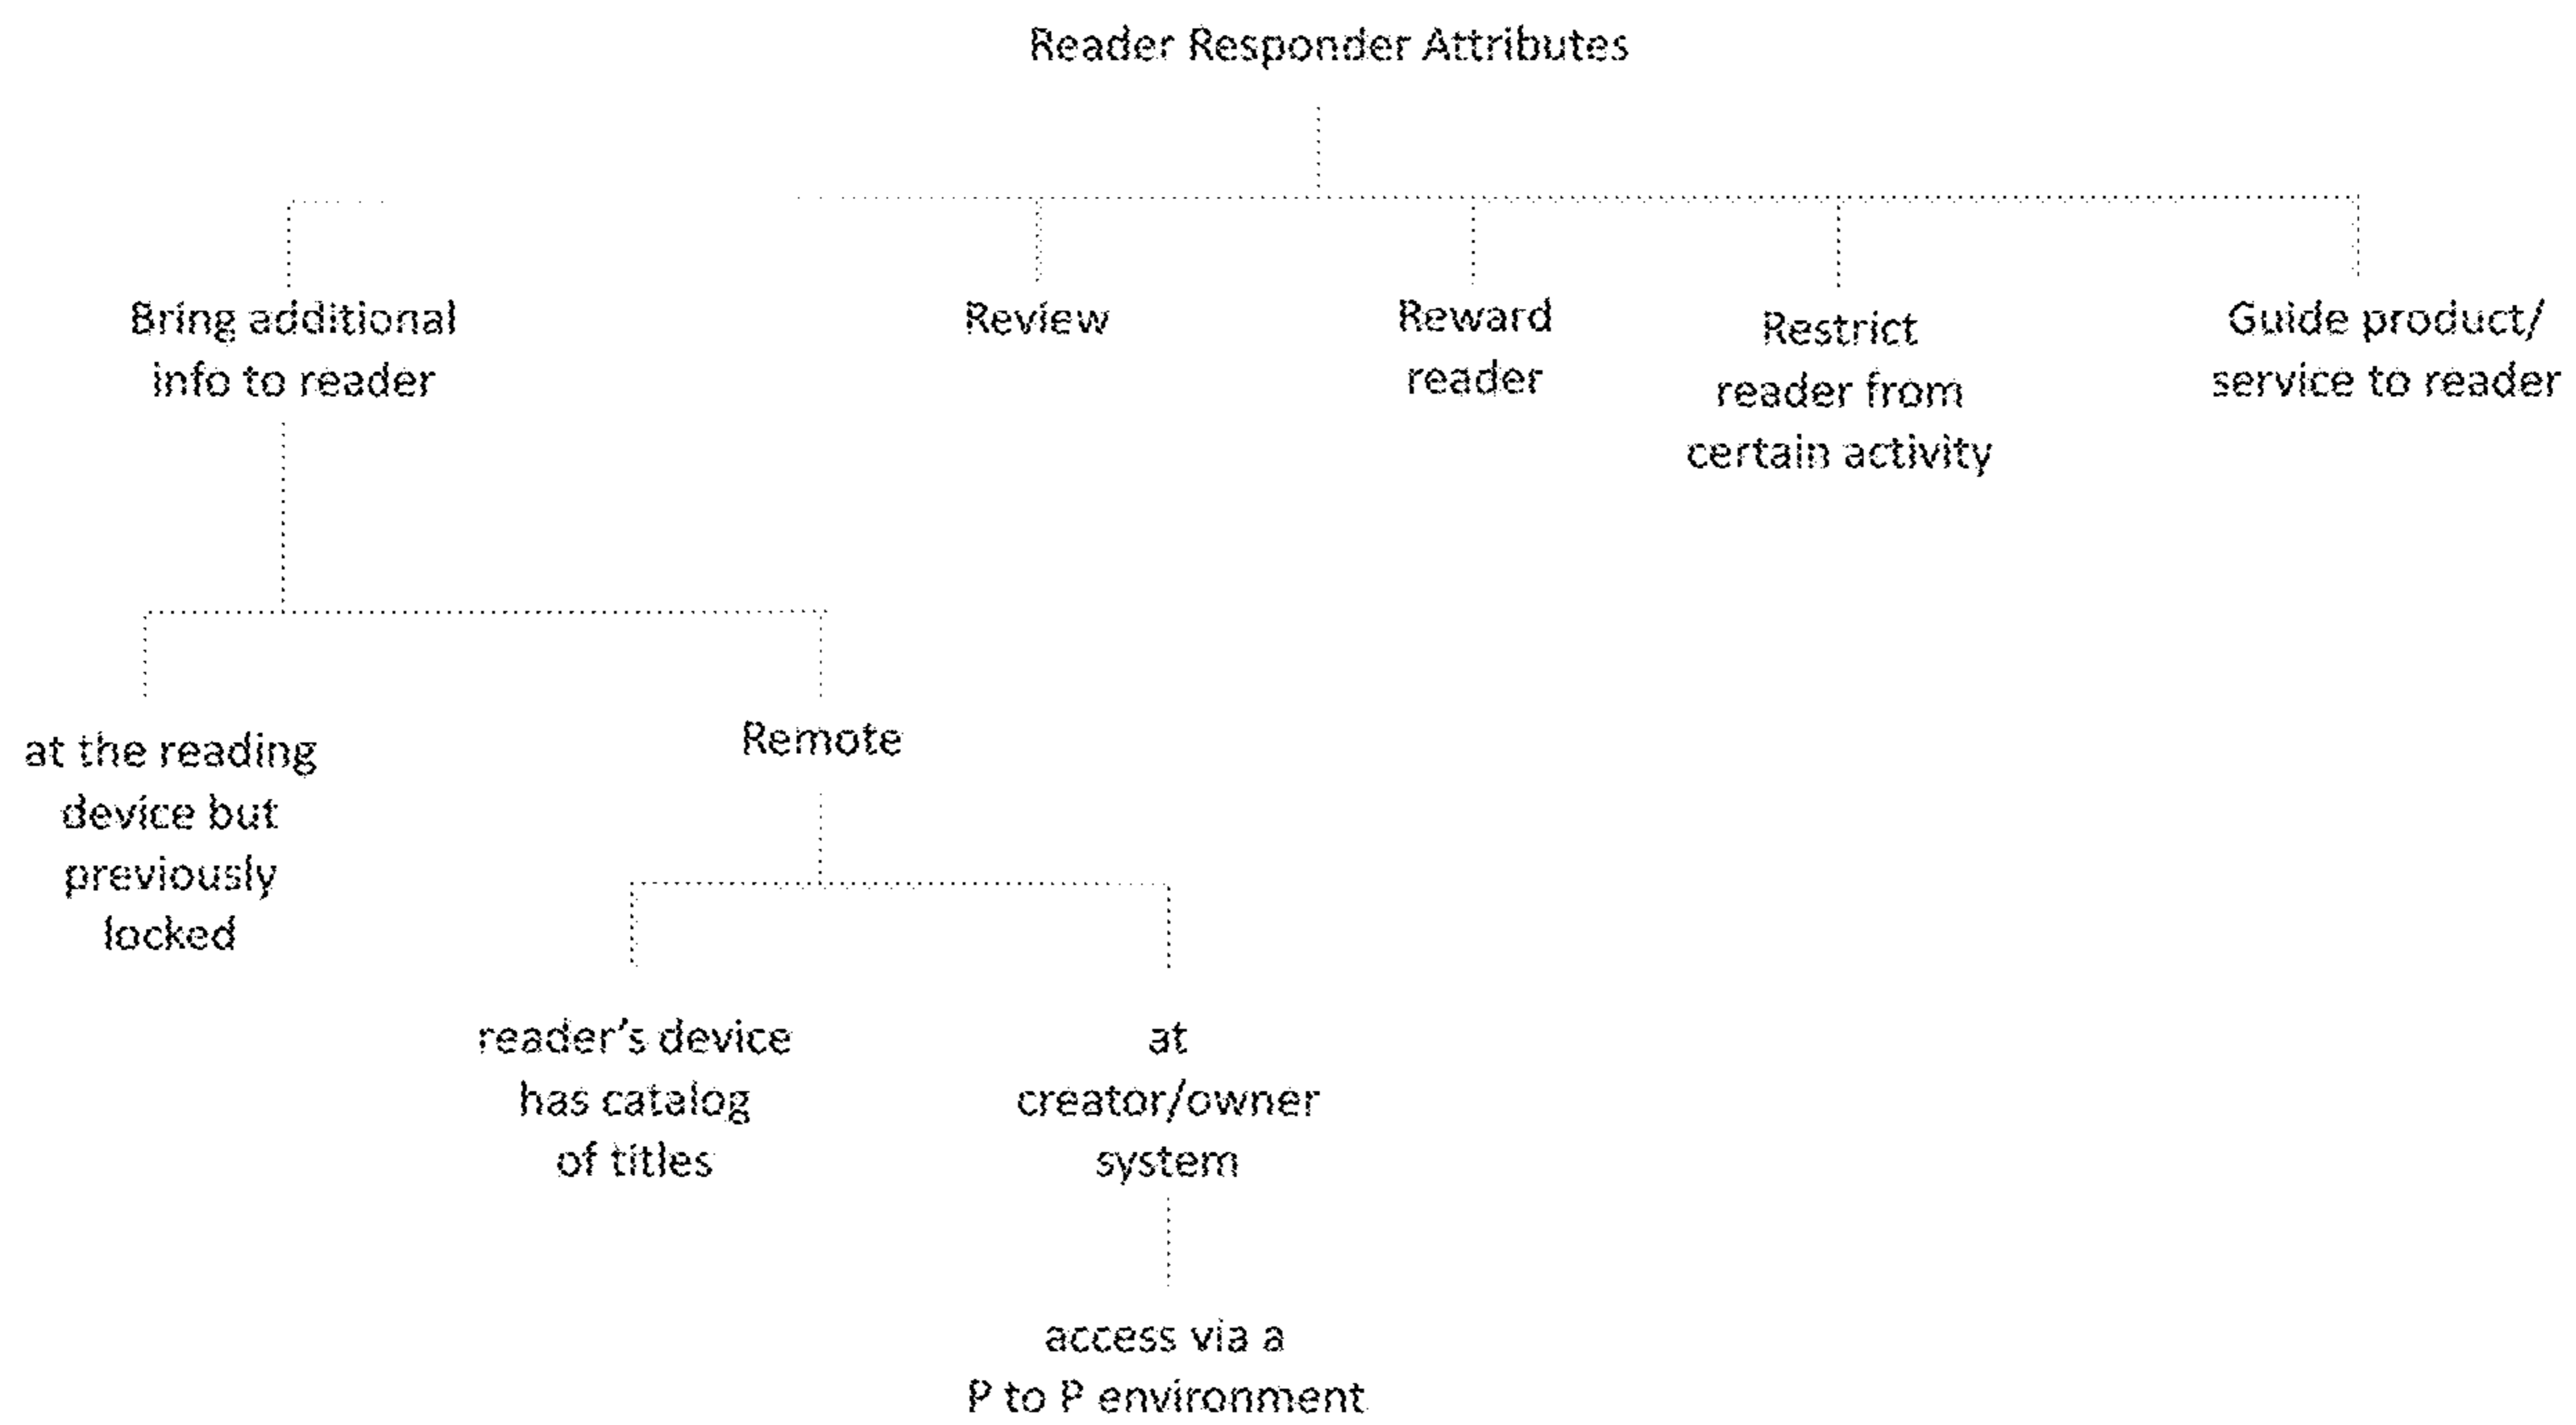 Reader Responder Attributes
Bring additional
info to reader
Review
Reward
reader
Restrict
reader from
certain activity
Guide product/
service to reader
at the reading
device but
previously
locked
Remote
reader's device
has catalog
of titles
at
creator/owner
system
access via a
P to P environment